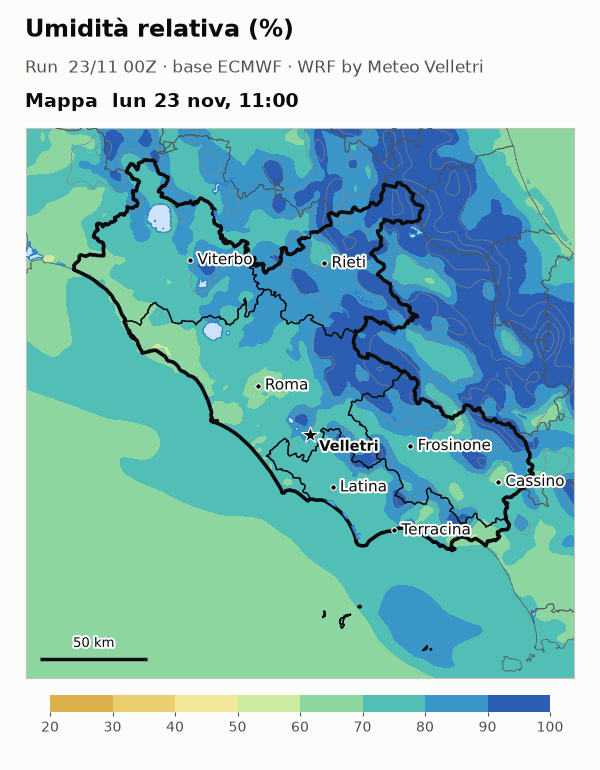 Umidità relativa (%)
Run  23/11 00Z · base ECMWF · WRF by Meteo Velletri
Mappa  lun 23 nov, 11:00
Viterbo
Rieti
Roma
Velletri
Frosinone
Cassino
Latina
Terracina
50 km
20 30 40 50 60 70 80 90 100